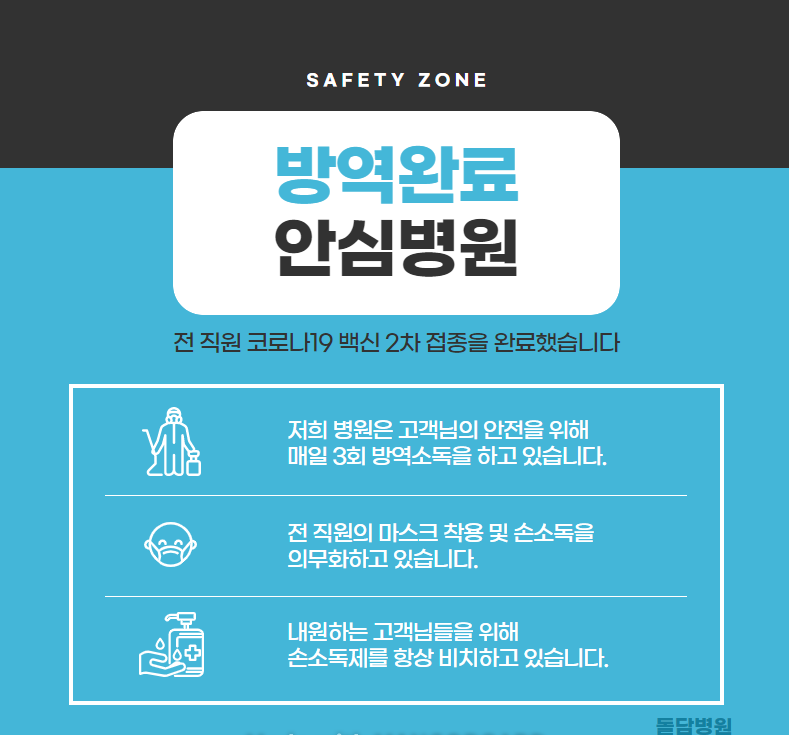 SAFETY ZONE
방역완료
안심병원
전 직원 코로나19 백신 2차 접종을 완료했습니다
저희 병원은 고객님의 안전을 위해
매일 3회 방역소독을 하고 있습니다.
전 직원의 마스크 착용 및 손소독을
의무화하고 있습니다.
내원하는 고객님들을 위해
손소독제를 항상 비치하고 있습니다.
돌담병원